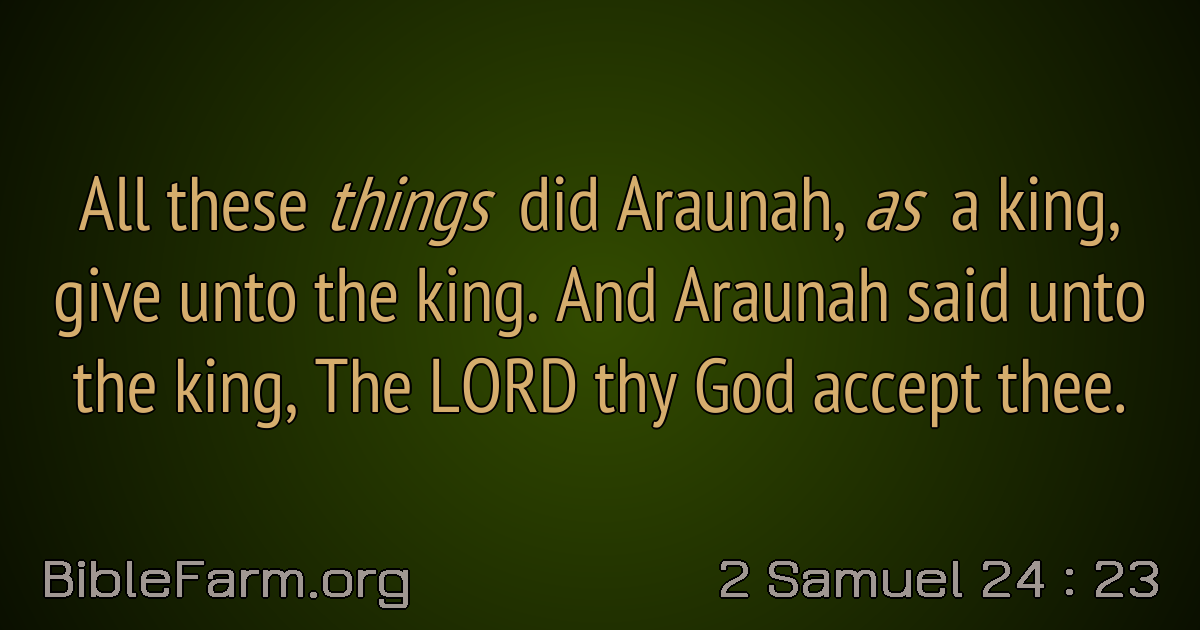 All these things did Araunah, as a king,
give unto the king. And Araunah said unto
the king, The LORD thy God accept thee.
BibleFarm.org
2 Samuel 24 : 23